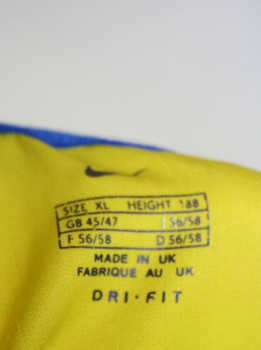 SIZE XL HEIGHT 188
GB 45/47 I 56/58
F 56/58 D 56/58
MADE IN UK
FABRIQUE AU UK
DRI·FIT